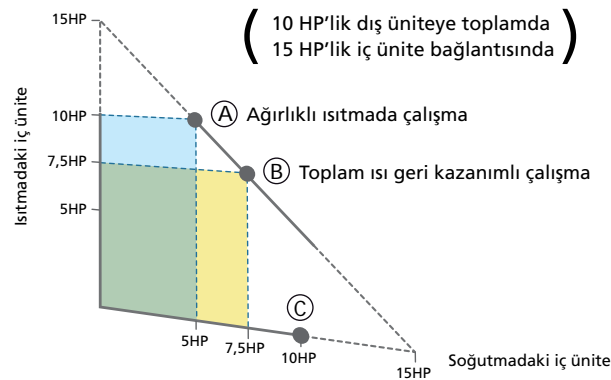 15HP
( 10 HP’lik dış üniteye toplamda
15 HP’lik iç ünite bağlantısında )
10HP
Ⓐ Ağırlıklı ısıtmada çalışma
7,5HP
Ⓑ Toplam ısı geri kazanımlı çalışma
5HP
Isıtmadaki iç ünite
Ⓒ
5HP
7,5HP
10HP
15HP
Soğutmadaki iç ünite